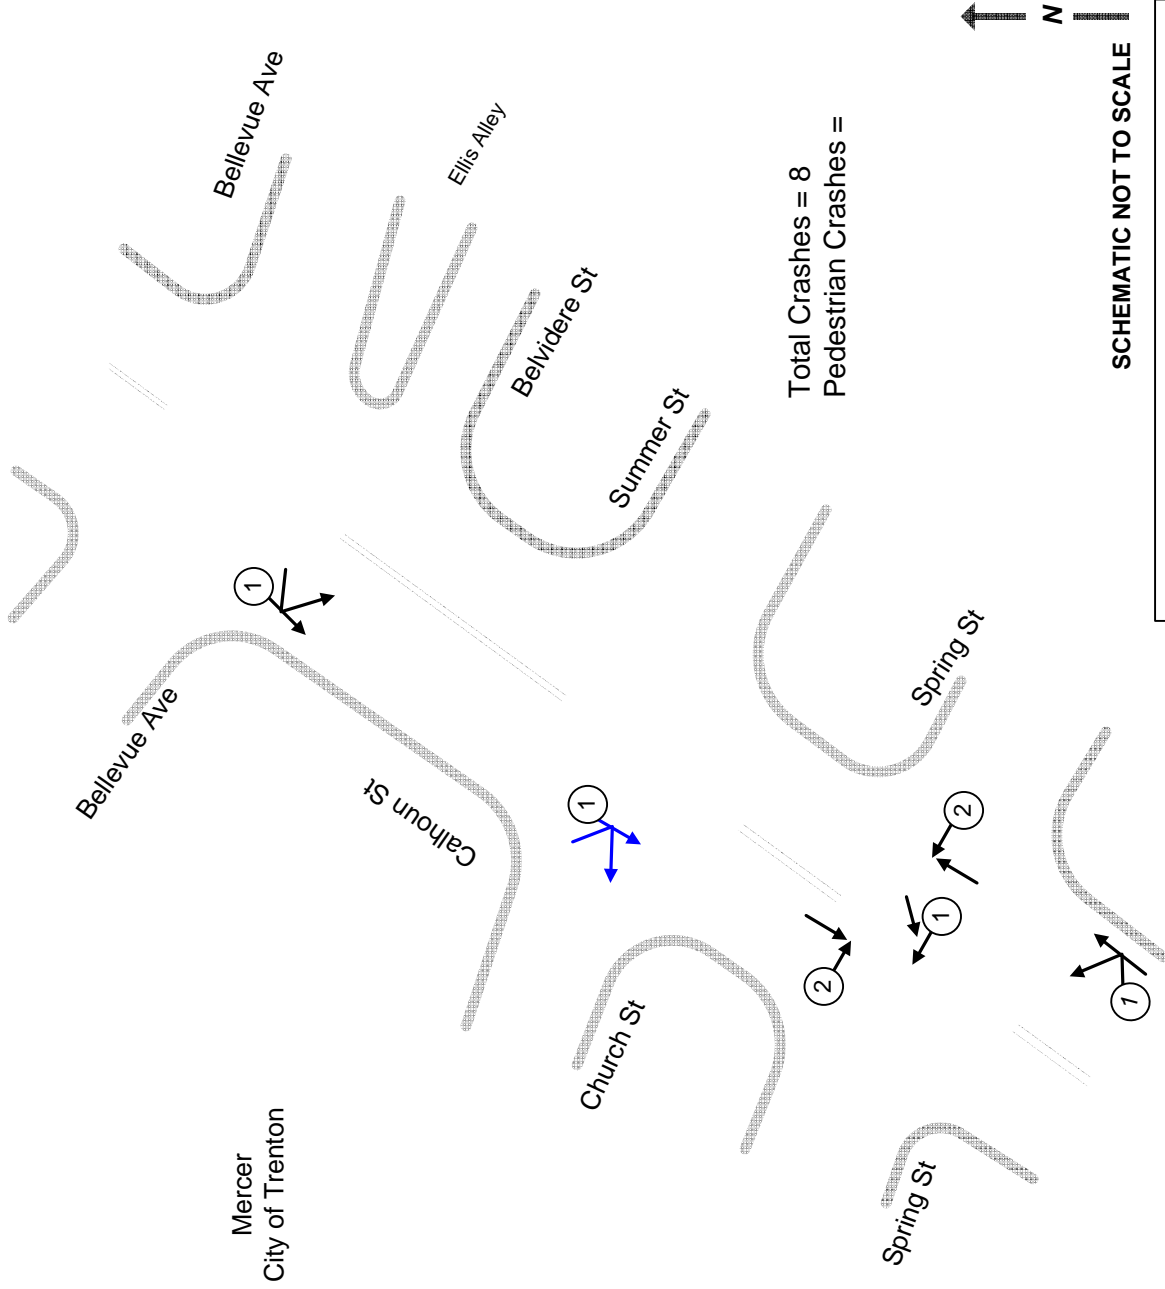 Mercer
City of Trenton
Bellevue Ave
Calhoun St
Church St
Spring St
Bellevue Ave
Ellis Alley
Belvidere St
Summer St
Spring St
1
1
2
1
2
1
Total Crashes = 8
Pedestrian Crashes =
SCHEMATIC NOT TO SCALE
N